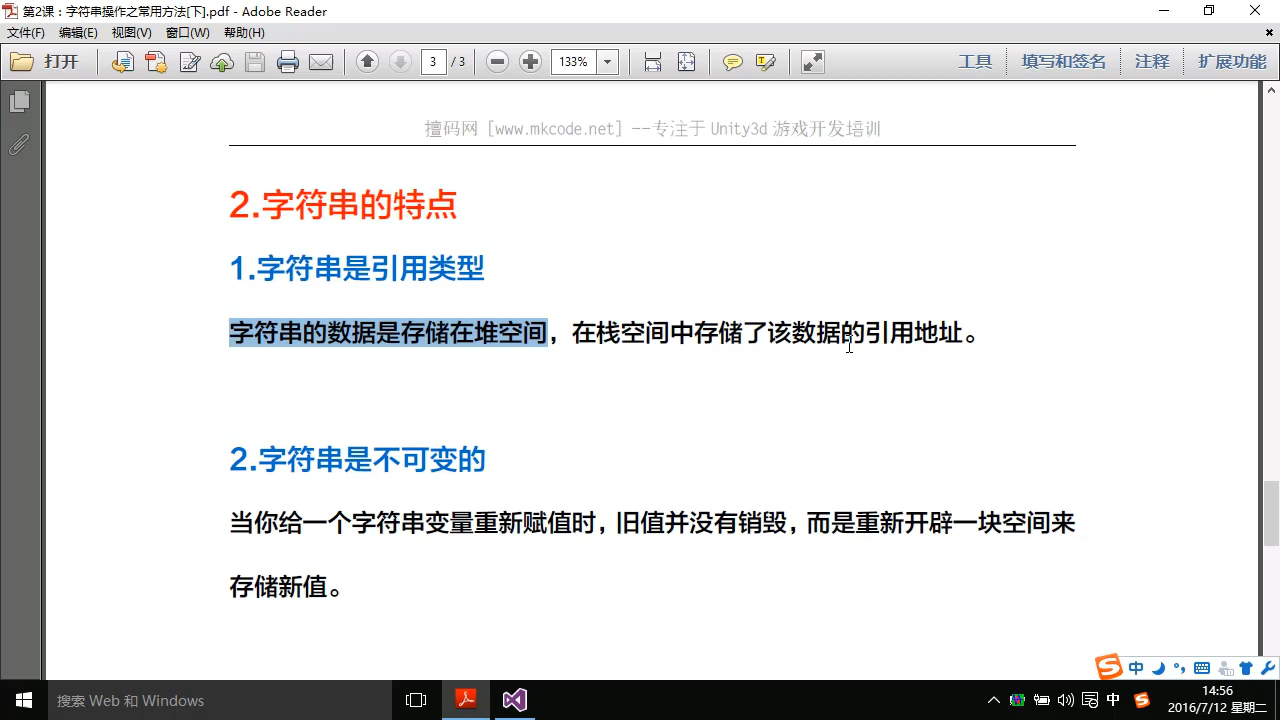 第2课：字符串操作之常用方法[下].pdf - Adobe Reader
文件(F) 编辑(E) 视图(V) 窗口(W) 帮助(H)
打开 3 / 3 133% 工具 填写和签名 注释 扩展功能
擅码网 [www.mkcode.net] --专注于 Unity3d 游戏开发培训
2.字符串的特点
1.字符串是引用类型
字符串的数据是存储在堆空间，在栈空间中存储了该数据的引用地址。
2.字符串是不可变的
当你给一个字符串变量重新赋值时，旧值并没有销毁，而是重新开辟一块空间来
存储新值。
中
搜索 Web 和 Windows
中
14:56
2016/7/12 星期二